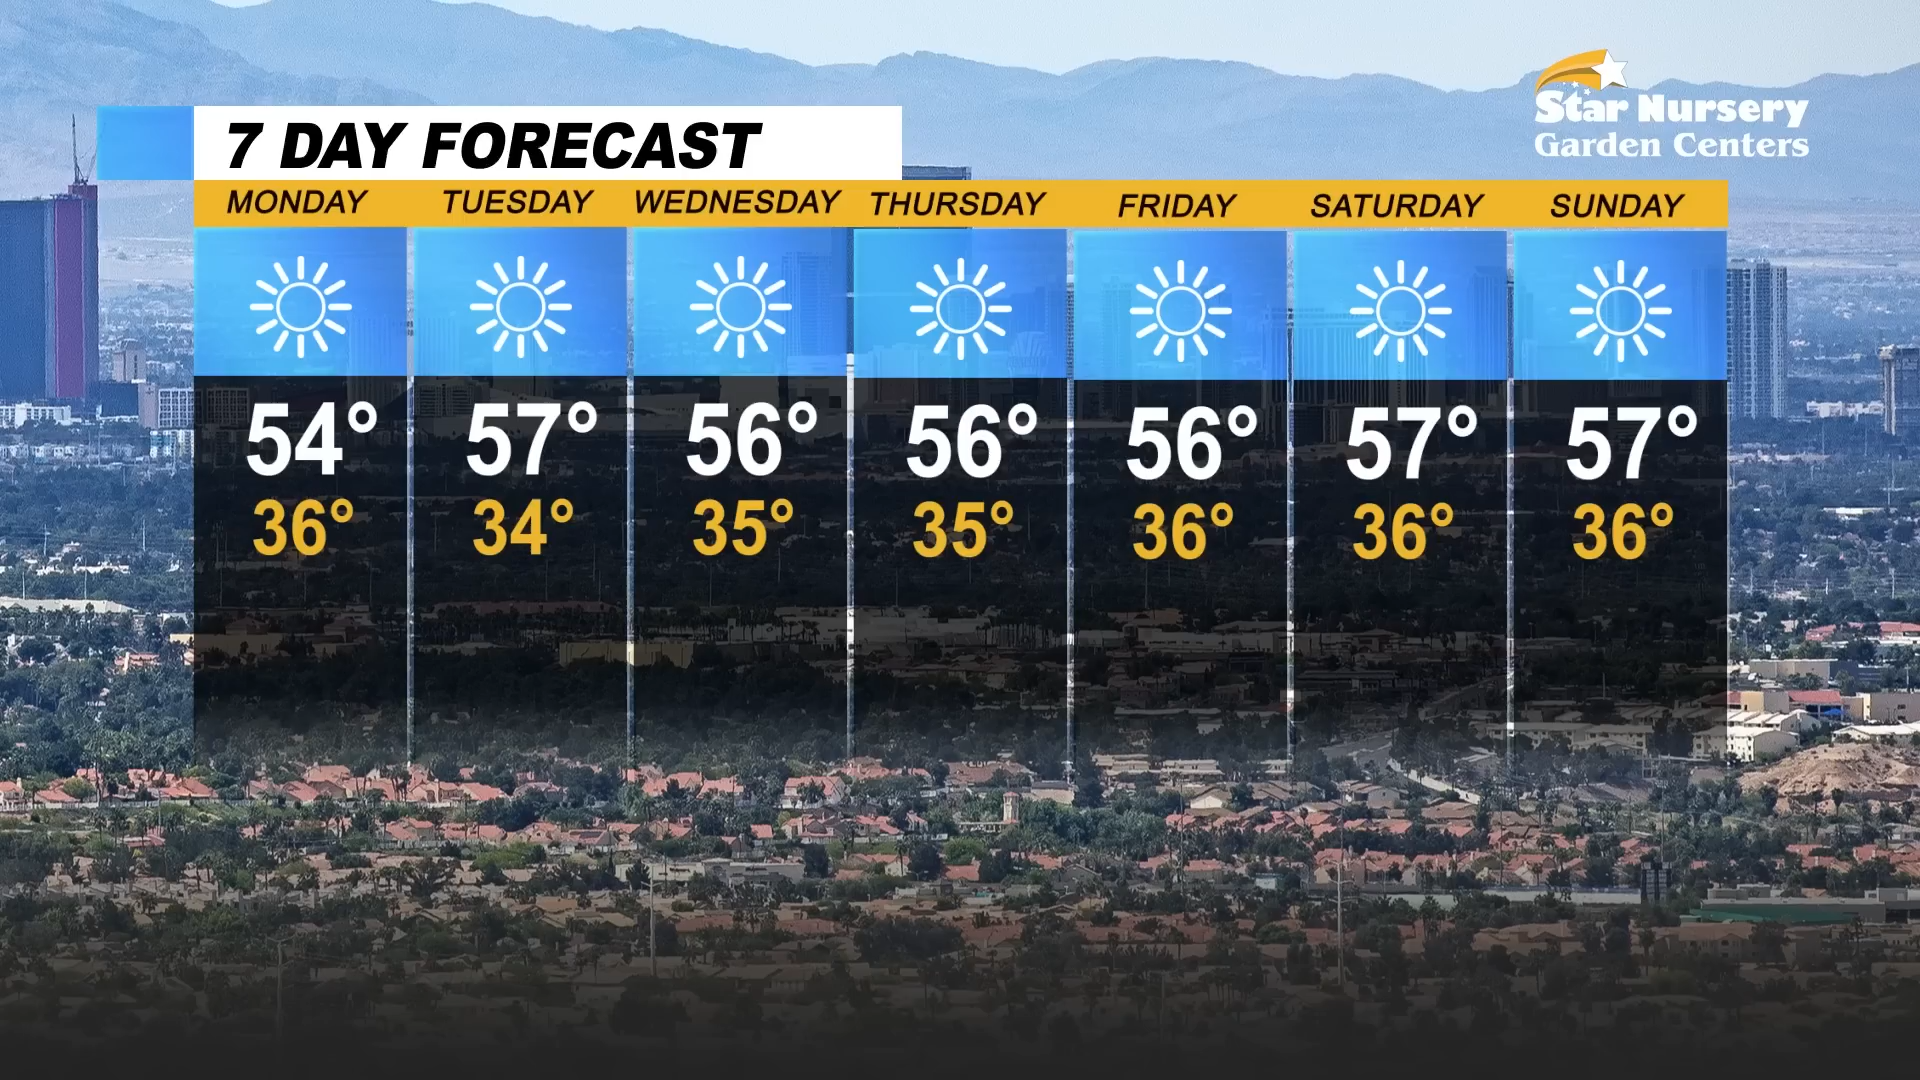 Star Nursery
Garden Centers
7 DAY FORECAST
MONDAY TUESDAY WEDNESDAY THURSDAY FRIDAY SATURDAY SUNDAY
54° 57° 56° 56° 56° 57° 57°
36° 34° 35° 35° 36° 36° 36°